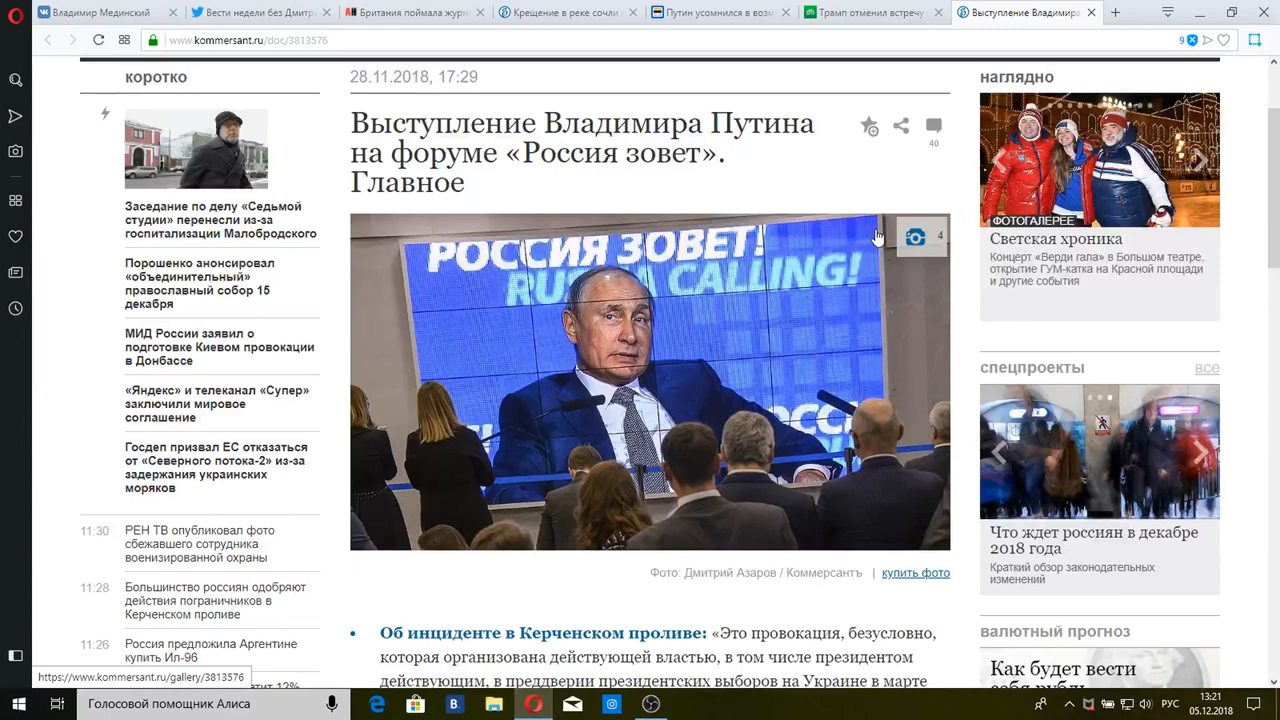 Владимир Мединский
Вести недели без Дмитр
Британия поймала жур
Крещение в реке сочли
Путин усомнился в возм
Трамп отменил встречу
Выступление Владимира
www.kommersant.ru/doc/3813576
9
коротко
Заседание по делу «Седьмой
студии» перенесли из-за
госпитализации Малобродского
Порошенко анонсировал
«объединительный»
православный собор 15
декабря
МИД России заявил о
подготовке Киевом провокации
в Донбассе
«Яндекс» и телеканал «Супер»
заключили мировое
соглашение
Госдеп призвал ЕС отказаться
от «Северного потока-2» из-за
задержания украинских
моряков
11:30 РЕН ТВ опубликовал фото
сбежавшего сотрудника
военизированной охраны
11:28 Большинство россиян одобряют
действия пограничников в
Керченском проливе
11:26 Россия предложила Аргентине
купить Ил-96
12%
28.11.2018, 17:29
Выступление Владимира Путина
на форуме «Россия зовет».
Главное
40
4
РОССИЯ ЗОВЕТ!
CALLING!
Фото: Дмитрий Азаров / Коммерсантъ | купить фото
• Об инциденте в Керченском проливе: «Это провокация, безусловно,
которая организована действующей властью, в том числе президентом
действующим, в преддверии президентских выборов на Украине в марте
наглядно
ФОТОГАЛЕРЕЯ
Светская хроника
Концерт «Верди гала» в Большом театре,
открытие ГУМ-катка на Красной площади
и другие события
спецпроекты
все
Что ждет россиян в декабре
2018 года
Краткий обзор законодательных
изменений
валютный прогноз
Как будет вести
себя рубль
https://www.kommersant.ru/gallery/3813576
Голосовой помощник Алиса
РУС
13:21
05.12.2018